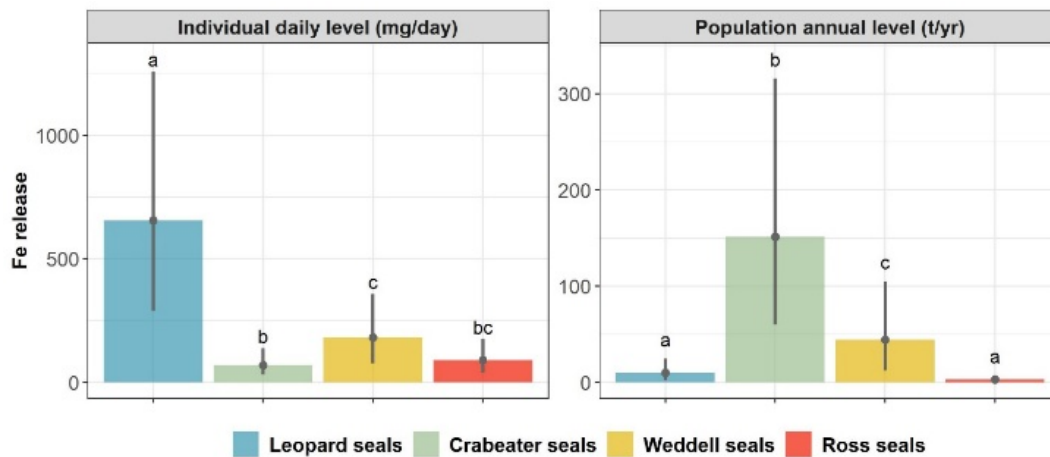 Individual daily level (mg/day)
Population annual level (t/yr)
Fe release
1000
500
0
a
b
c
bc
300
200
100
0
a
b
c
a
Leopard seals Crabeater seals Weddell seals Ross seals